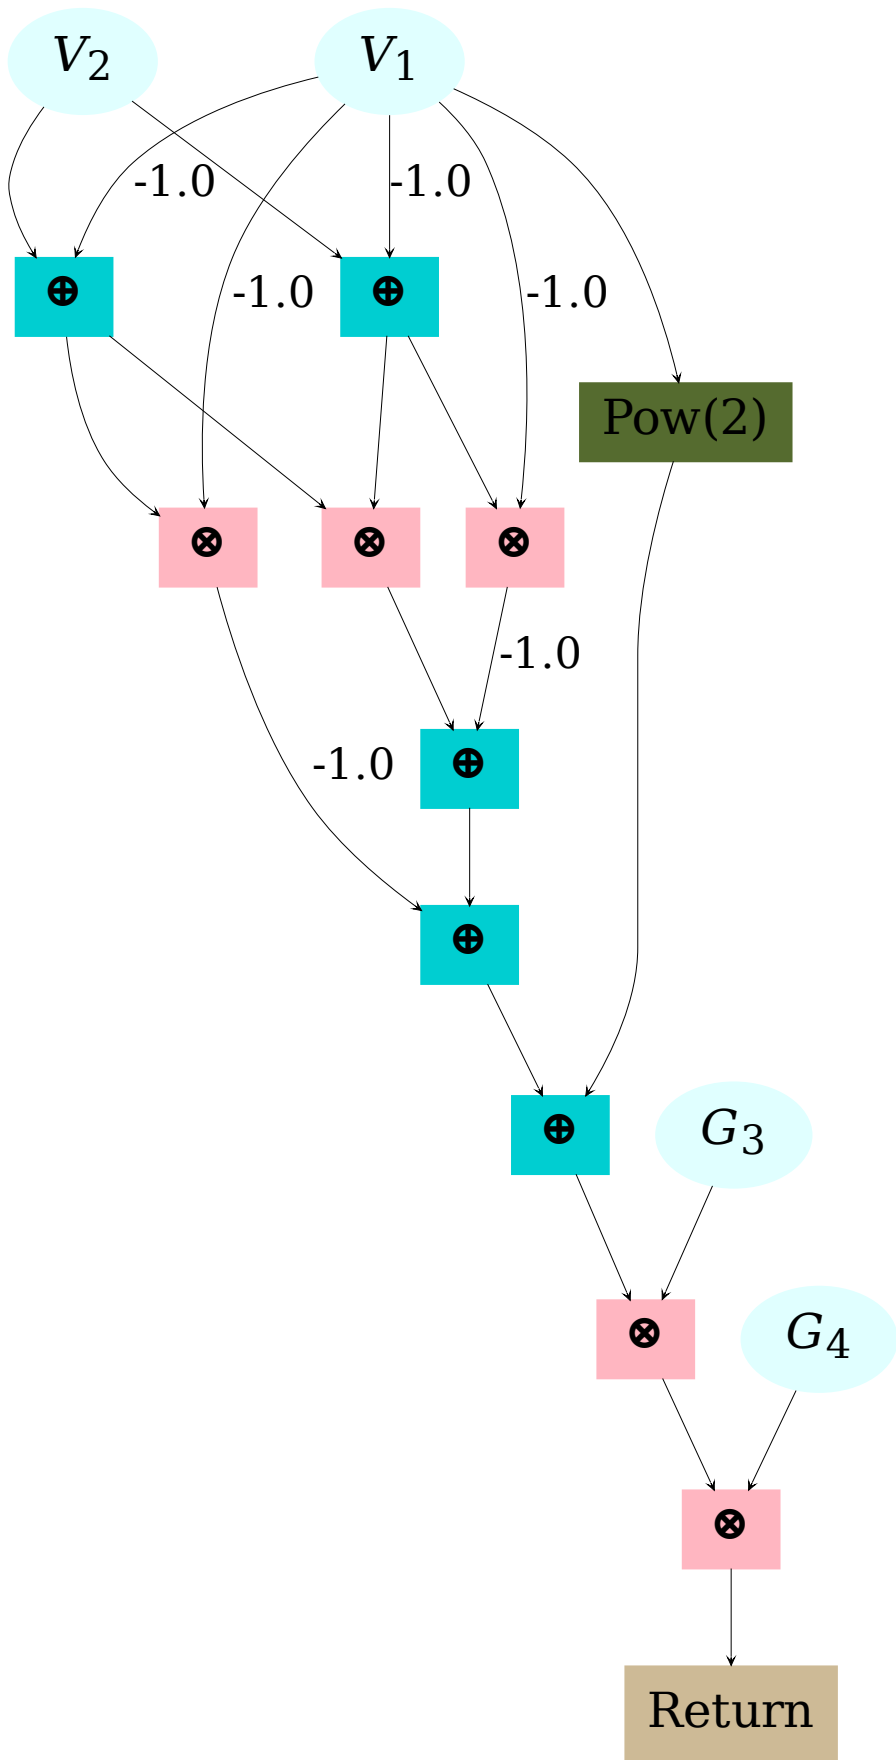 V2 V1
-1.0 -1.0
⊕ -1.0 ⊕ -1.0
Pow(2)
⊗ ⊗ ⊗
-1.0
-1.0 ⊕
⊕
⊕ G3
⊗ G4
⊗
Return